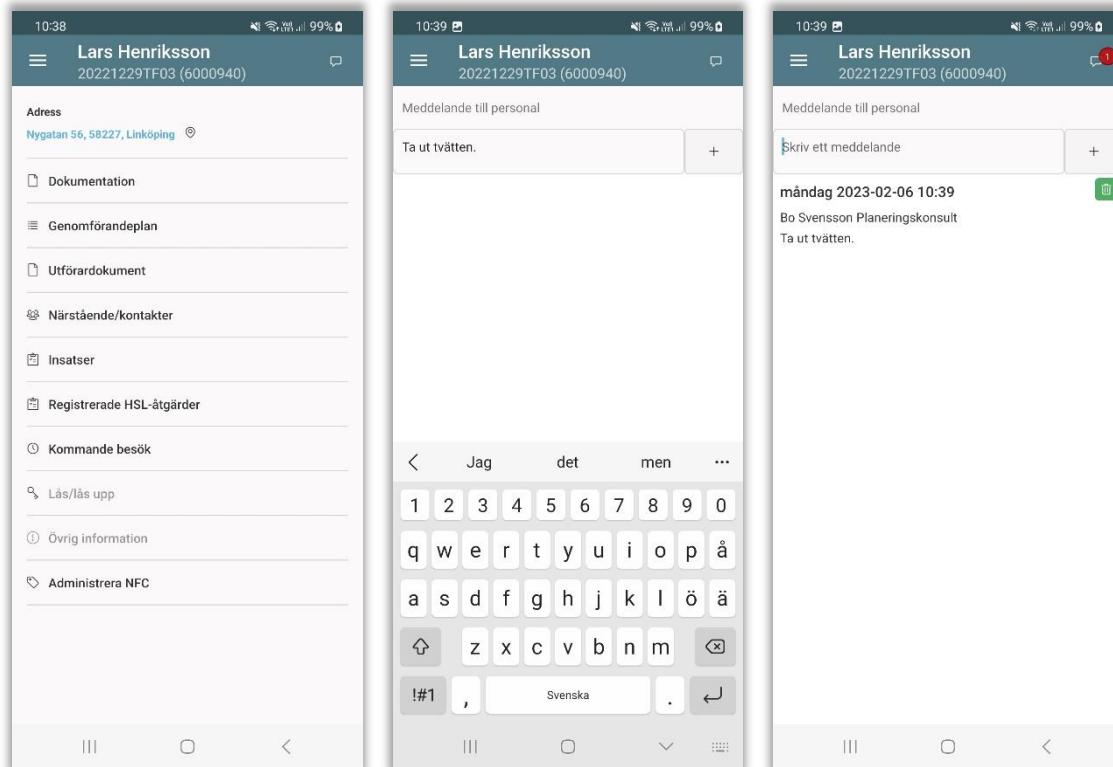 10:38 99%
Lars Henriksson
20221229TF03 (6000940)
Adress
Nygatan 56, 58227, Linköping
Dokumentation
Genomförandeplan
Utförardokument
Närstående/kontakter
Insatser
Registrerade HSL-åtgärder
Kommande besök
Lås/lås upp
Övrig information
Administrera NFC
10:39 99%
Lars Henriksson
20221229TF03 (6000940)
Meddelande till personal
Ta ut tvätten.
+
Jag det men ...
1 2 3 4 5 6 7 8 9 0
q w e r t y u i o p å
a s d f g h j k l ö ä
z x c v b n m
!#1 , Svenska .
10:39 99%
Lars Henriksson
20221229TF03 (6000940)
1
Meddelande till personal
Skriv ett meddelande
+
måndag 2023-02-06 10:39
Bo Svensson Planeringskonsult
Ta ut tvätten.